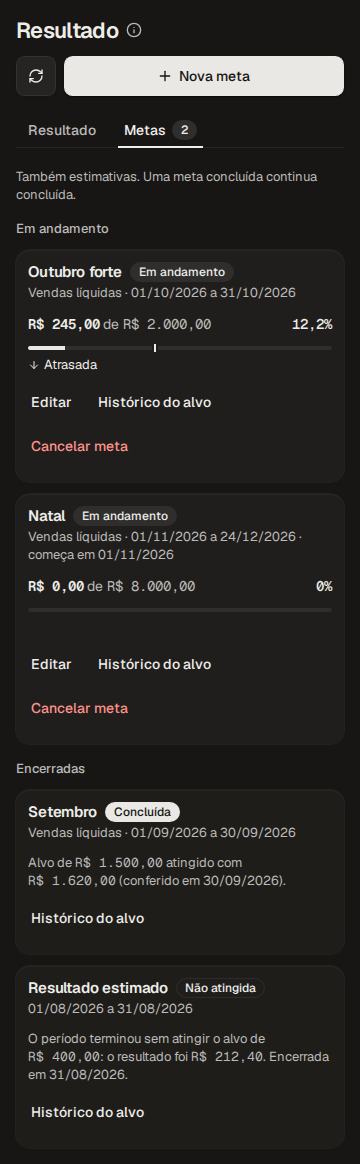 Resultado
Nova meta
Resultado Metas 2
Também estimativas. Uma meta concluída continua
concluída.
Em andamento
Outubro forte Em andamento
Vendas líquidas · 01/10/2026 a 31/10/2026
R$ 245,00 de R$ 2.000,00 12,2%
↓ Atrasada
Editar Histórico do alvo
Cancelar meta
Natal Em andamento
Vendas líquidas · 01/11/2026 a 24/12/2026 ·
começa em 01/11/2026
R$ 0,00 de R$ 8.000,00 0%
Editar Histórico do alvo
Cancelar meta
Encerradas
Setembro Concluída
Vendas líquidas · 01/09/2026 a 30/09/2026
Alvo de R$ 1.500,00 atingido com
R$ 1.620,00 (conferido em 30/09/2026).
Histórico do alvo
Resultado estimado Não atingida
01/08/2026 a 31/08/2026
O período terminou sem atingir o alvo de
R$ 400,00: o resultado foi R$ 212,40. Encerrada
em 31/08/2026.
Histórico do alvo